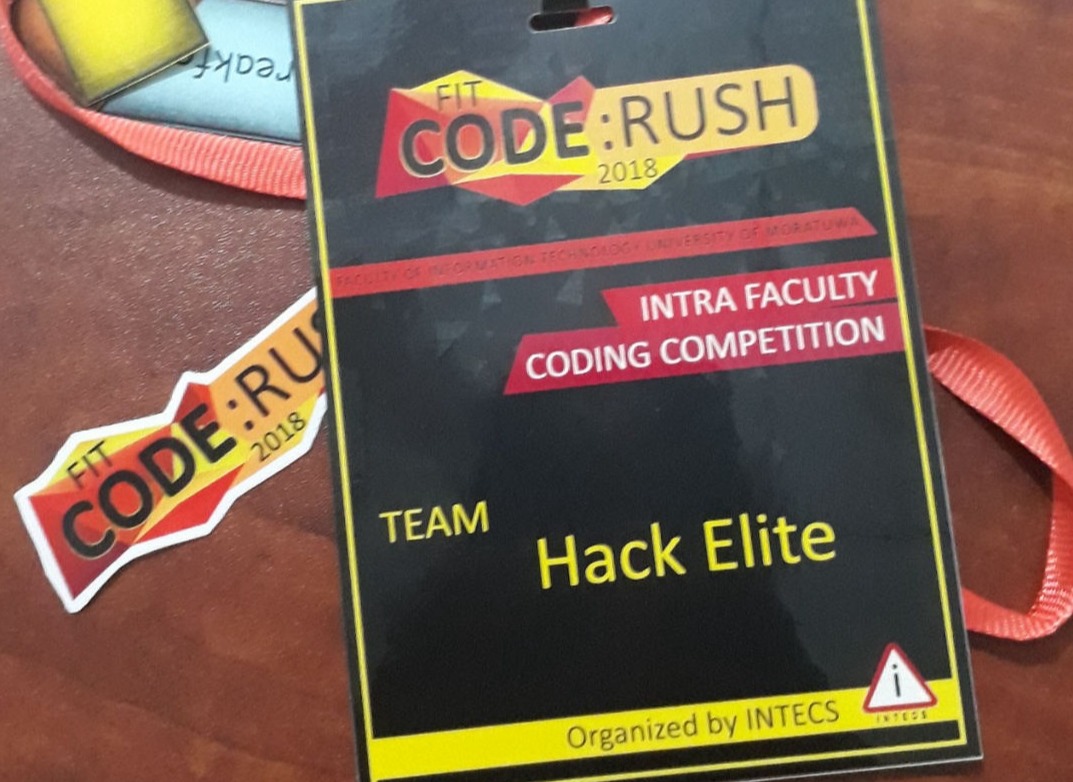 reakf
FIT
CODE:RUSH
2018
FACULTY OF INFORMATION TECHNOLOGY UNIVERSITY OF MORATUWA
INTRA FACULTY
CODING COMPETITION
FIT
CODE:RUS
2018
TEAM
Hack Elite
i
INTECS
Organized by INTECS